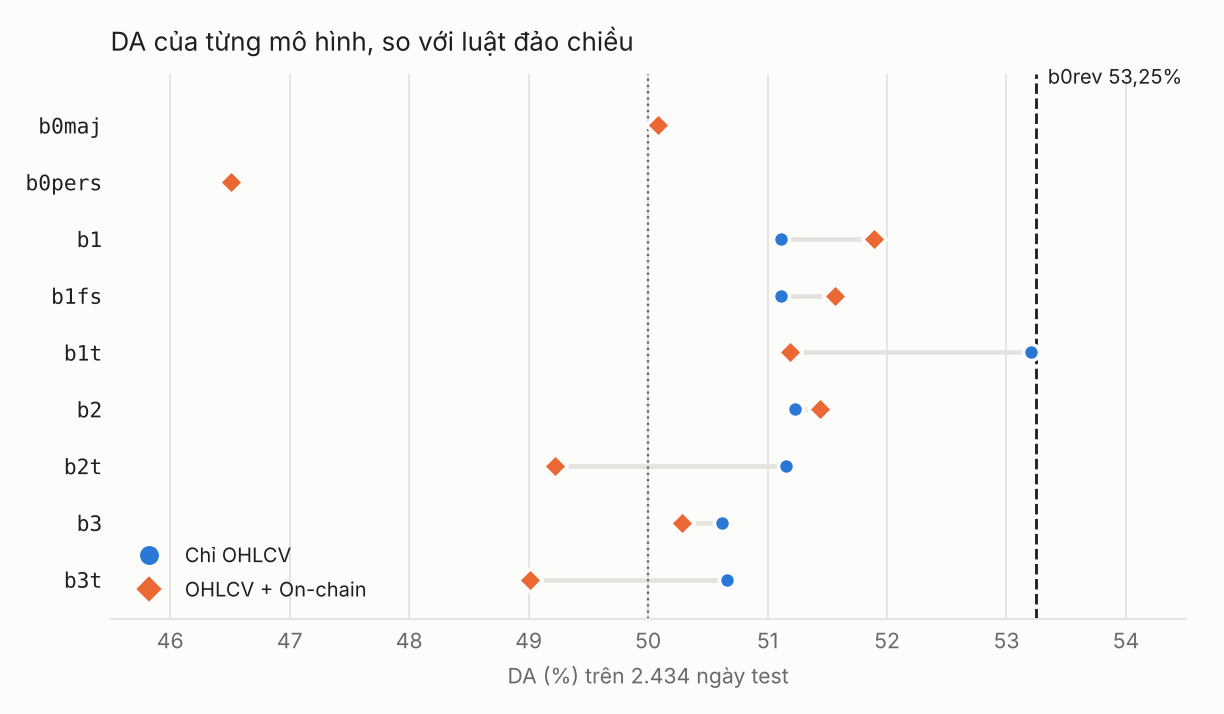 DA của từng mô hình, so với luật đảo chiều
b0rev 53,25%
b0maj
b0pers
b1
b1fs
b1t
b2
b2t
b3
b3t
Chỉ OHLCV
OHLCV + On-chain
46 47 48 49 50 51 52 53 54
DA (%) trên 2.434 ngày test